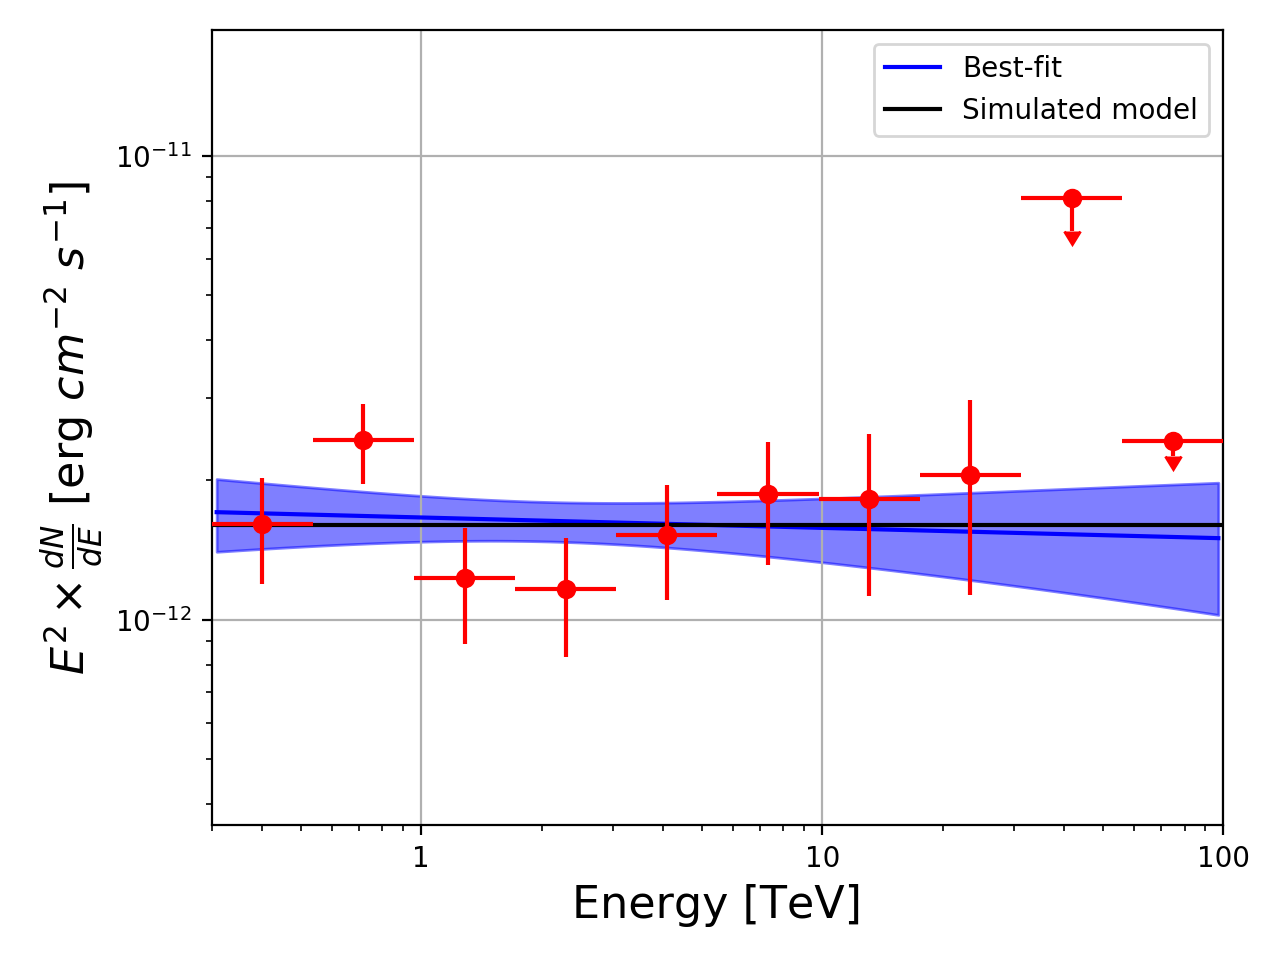 Best-fit
Simulated model
10⁻¹¹
10⁻¹²
E² × dN/dE [erg cm⁻² s⁻¹]
1 10 100
Energy [TeV]